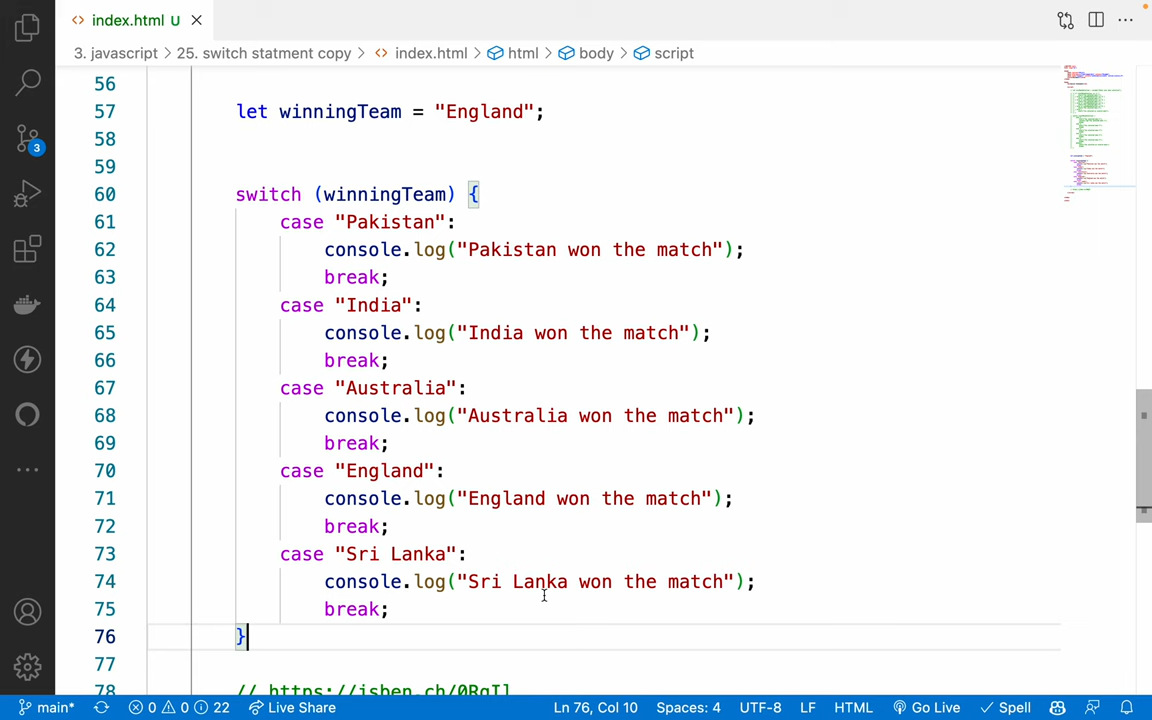 index.html U
3. javascript > 25. switch statment copy > index.html > html > body > script
56
57 let winningTeam = "England";
58
59
60 switch (winningTeam) {
61 case "Pakistan":
62 console.log("Pakistan won the match");
63 break;
64 case "India":
65 console.log("India won the match");
66 break;
67 case "Australia":
68 console.log("Australia won the match");
69 break;
70 case "England":
71 console.log("England won the match");
72 break;
73 case "Sri Lanka":
74 console.log("Sri Lanka won the match");
75 break;
76 }
77
78 // https://jsben.ch/
3
main* 0 0 22 Live Share Ln 76, Col 10 Spaces: 4 UTF-8 LF HTML Go Live Spell